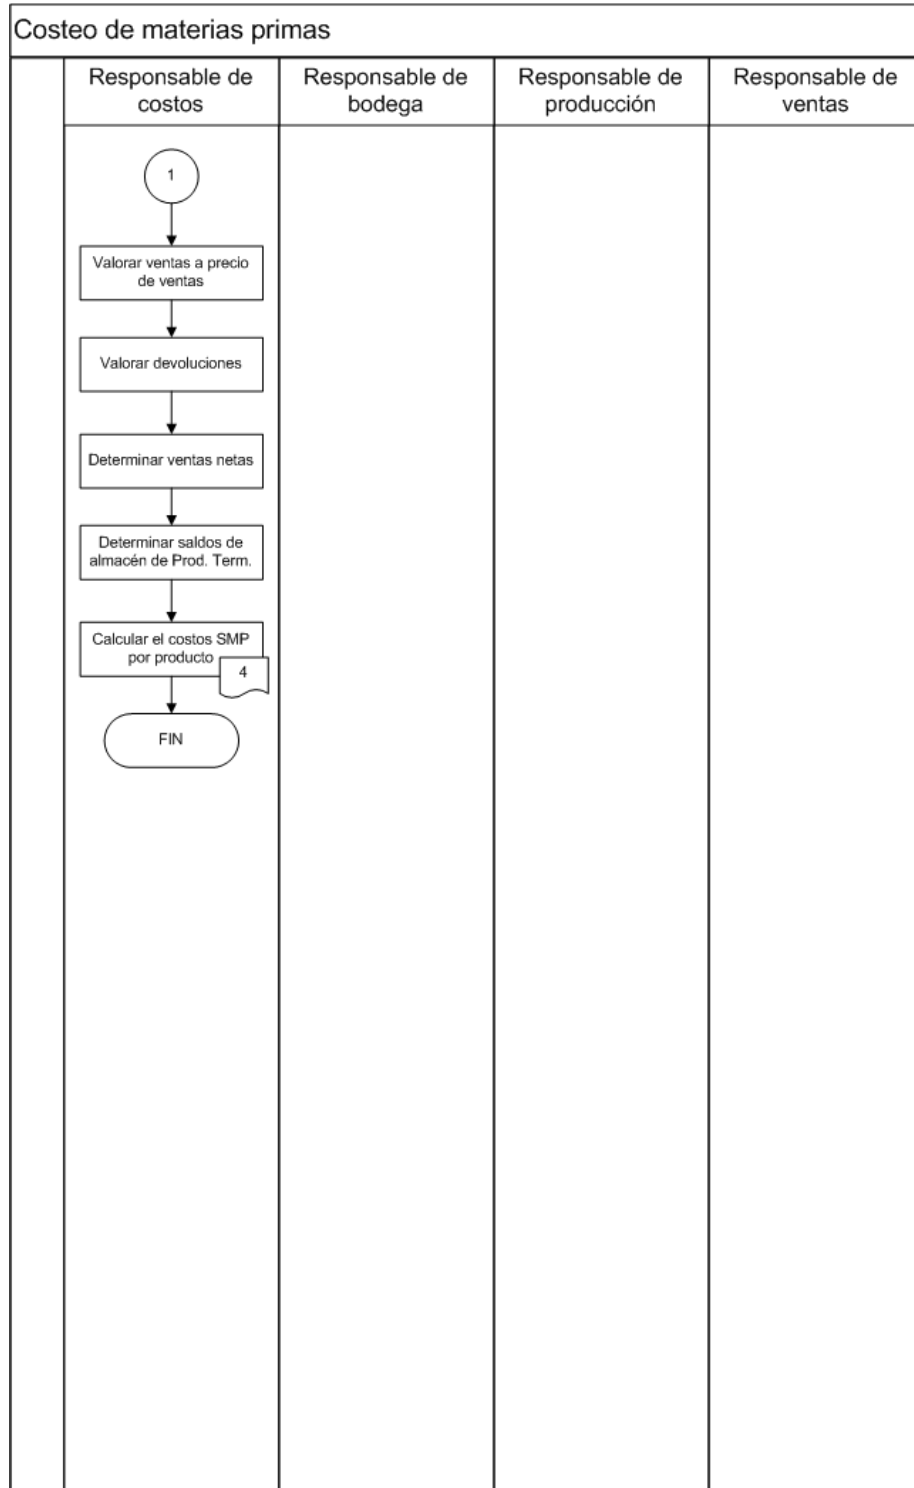 Costeo de materias primas
Responsable de
costos
Responsable de
bodega
Responsable de
producción
Responsable de
ventas
1
Valorar ventas a precio
de ventas
Valorar devoluciones
Determinar ventas netas
Determinar saldos de
almacén de Prod. Term.
Calcular el costos SMP
por producto
4
FIN